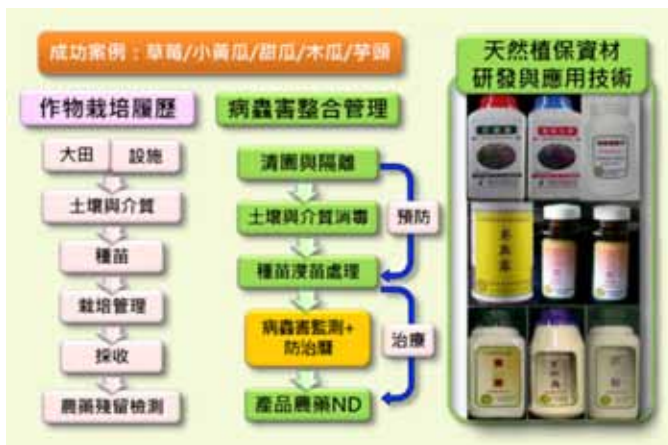 成功案例：草莓/小黃瓜/甜瓜/木瓜/芋頭
天然植保資材
研發與應用技術
作物栽培履歷
大田
設施
土壤與介質
種苗
栽培管理
採收
農藥殘留檢測
病蟲害整合管理
清園與隔離
土壤與介質消毒
種苗浸苗處理
病蟲害監測+
防治曆
產品農藥ND
預防
治療